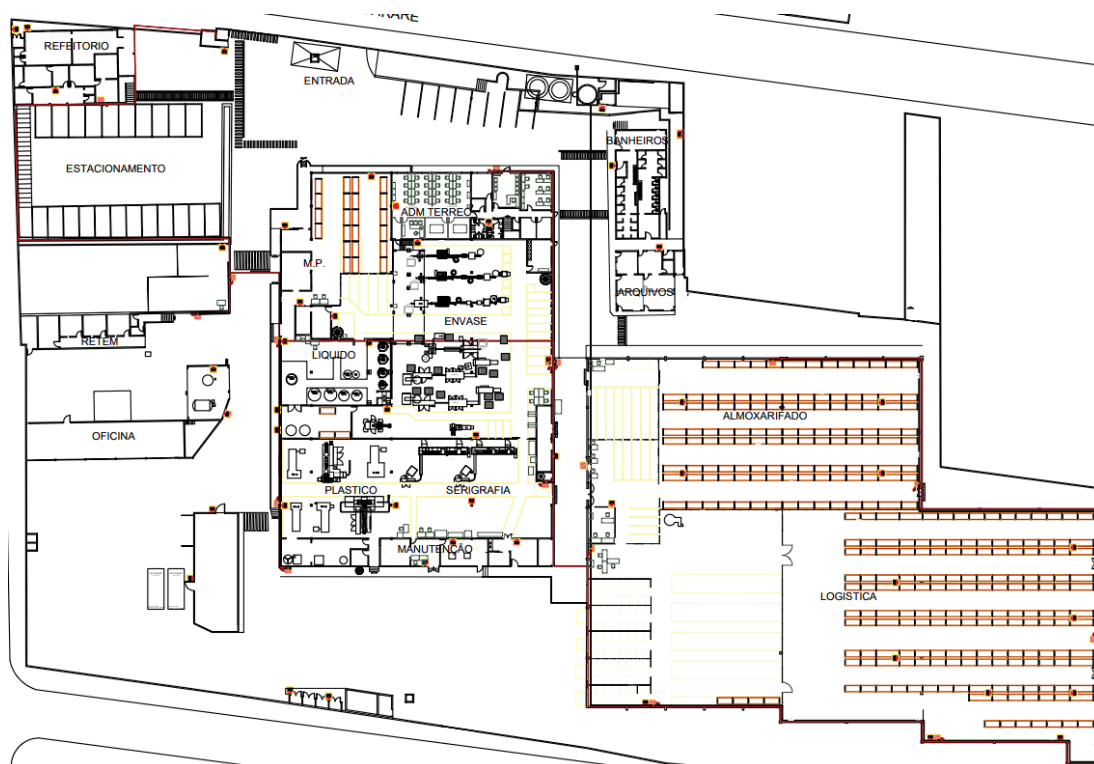 REFEITORIO
ENTRADA
ESTACIONAMENTO
BANHEIROS
ADM TERREO
M.P.
ARQUIVOS
ENVASE
RETEM
LIQUIDO
ALMOXARIFADO
OFICINA
PLASTICO
SERIGRAFIA
MANUTENÇÃO
LOGISTICA